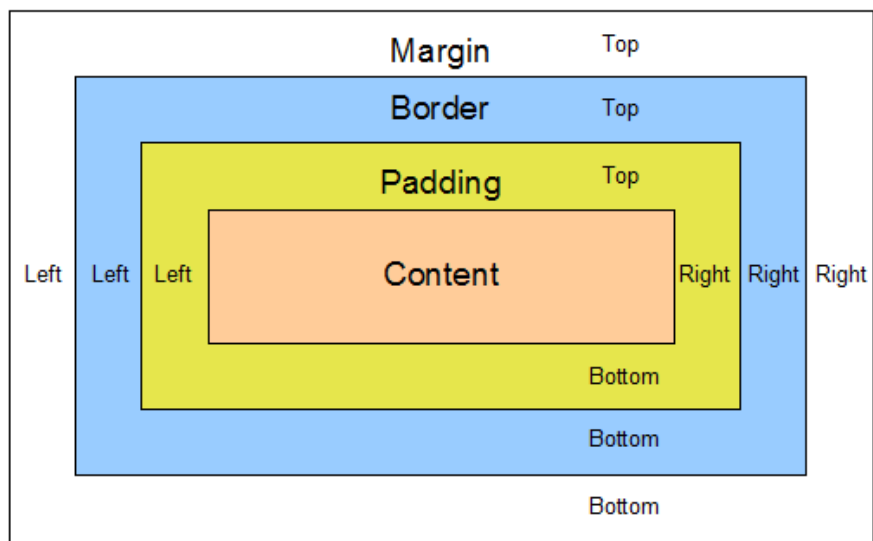 Margin Top
Border Top
Padding Top
Left Left Left Content Right Right Right
Bottom
Bottom
Bottom